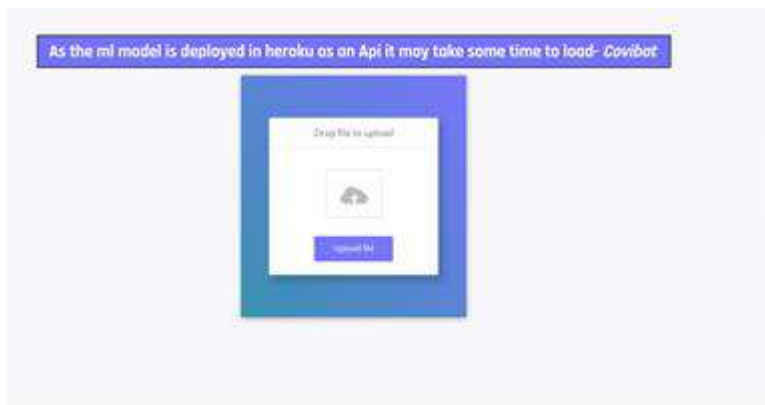 As the ml model is deployed in heroku as an Api it may take some time to load- Covibot
Drop file to upload
Upload file